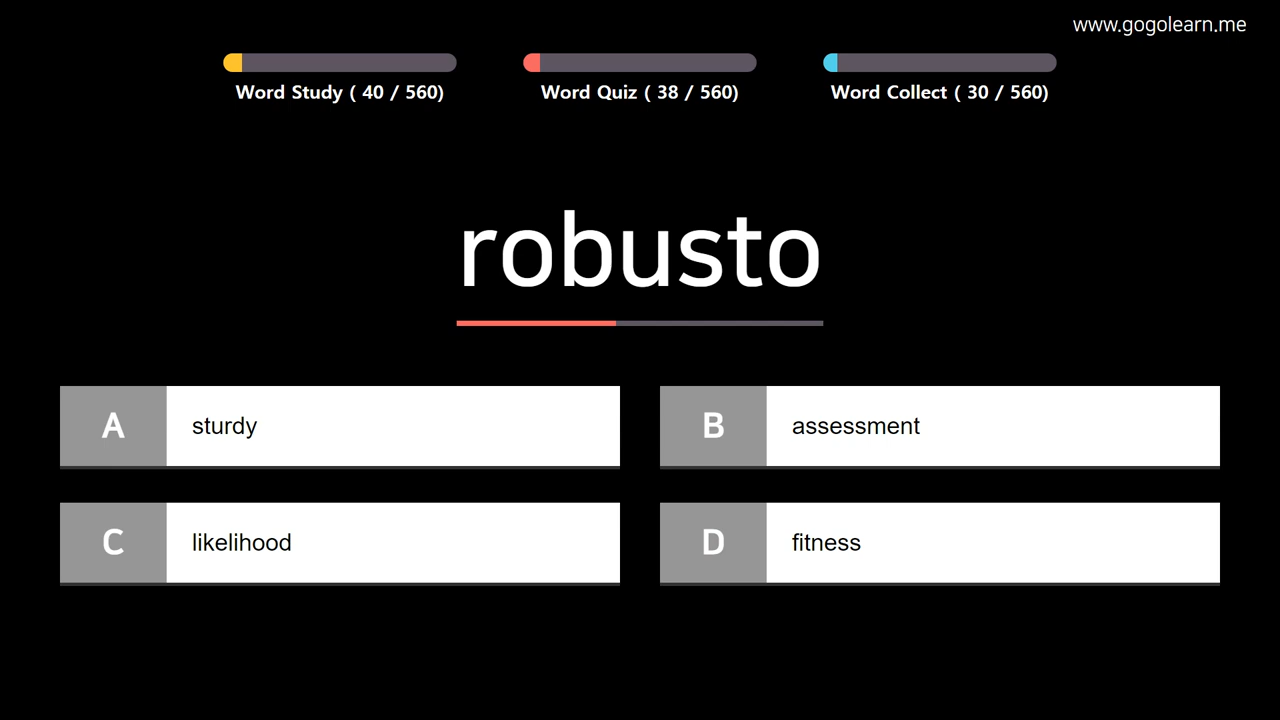 www.gogolearn.me
Word Study ( 40 / 560)
Word Quiz ( 38 / 560)
Word Collect ( 30 / 560)
robusto
A sturdy
B assessment
C likelihood
D fitness